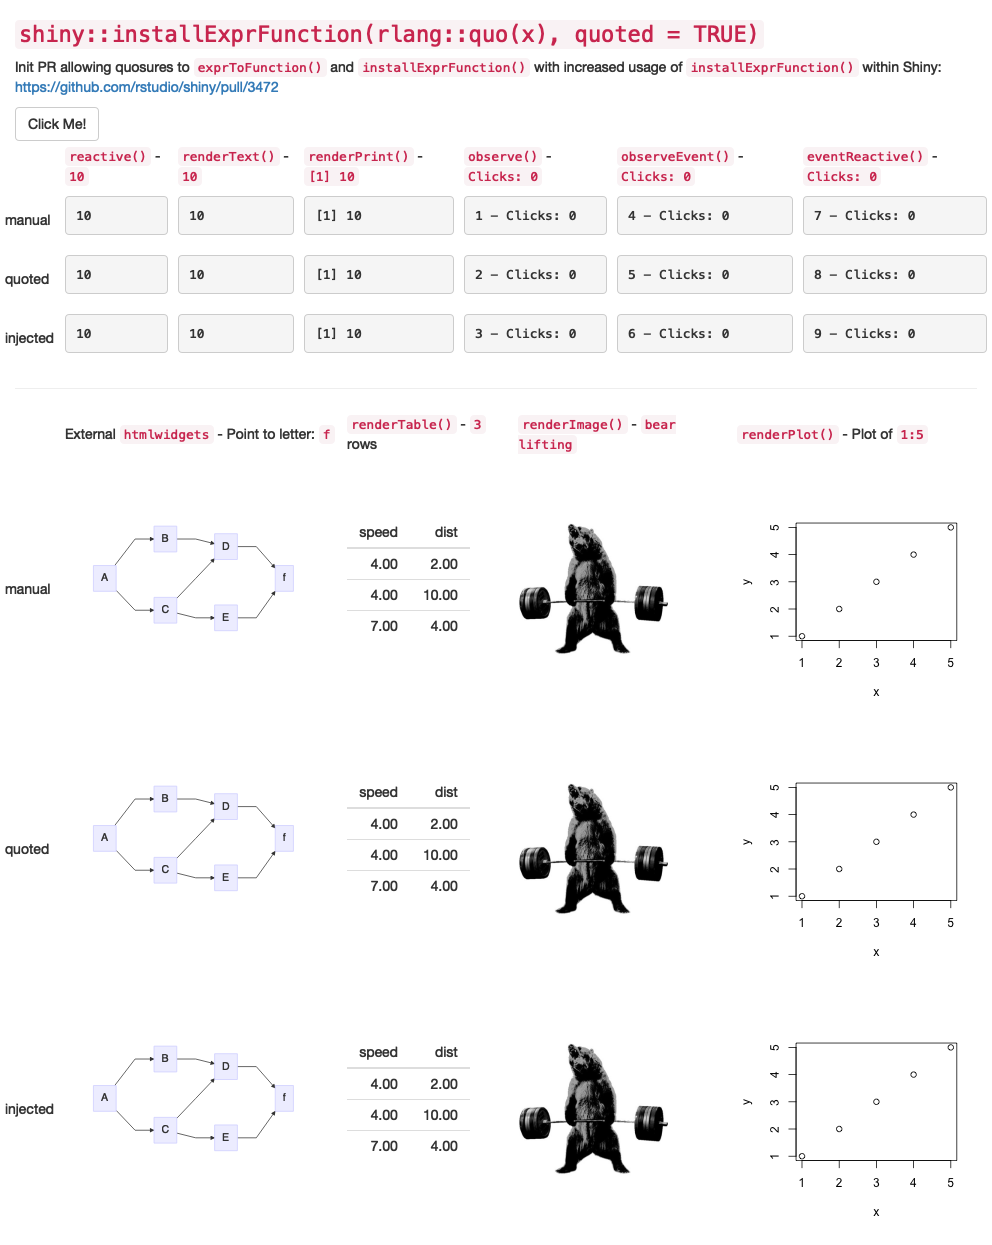 shiny::installExprFunction(rlang::quo(x), quoted = TRUE)
Init PR allowing quosures to exprToFunction() and installExprFunction() with increased usage of installExprFunction() within Shiny:
https://github.com/rstudio/shiny/pull/3472
Click Me!
reactive() - 10
renderText() - 10
renderPrint() - [1] 10
observe() - Clicks: 0
observeEvent() - Clicks: 0
eventReactive() - Clicks: 0
manual 10 10 [1] 10 1 – Clicks: 0 4 – Clicks: 0 7 – Clicks: 0
quoted 10 10 [1] 10 2 – Clicks: 0 5 – Clicks: 0 8 – Clicks: 0
injected 10 10 [1] 10 3 – Clicks: 0 6 – Clicks: 0 9 – Clicks: 0
External htmlwidgets - Point to letter: f
renderTable() - 3 rows
renderImage() - bear lifting
renderPlot() - Plot of 1:5
manual
A B C D E f
speed dist
4.00 2.00
4.00 10.00
7.00 4.00
y
5
4
3
2
1
1 2 3 4 5
x
quoted
A B C D E f
speed dist
4.00 2.00
4.00 10.00
7.00 4.00
y
5
4
3
2
1
1 2 3 4 5
x
injected
A B C D E f
speed dist
4.00 2.00
4.00 10.00
7.00 4.00
y
5
4
3
2
1
1 2 3 4 5
x